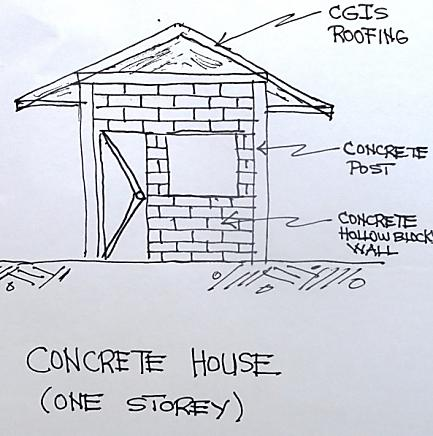 CGIS
ROOFING
CONCRETE
POST
CONCRETE
HOLLOW BLOCK
WALL
CONCRETE HOUSE
(ONE STOREY)